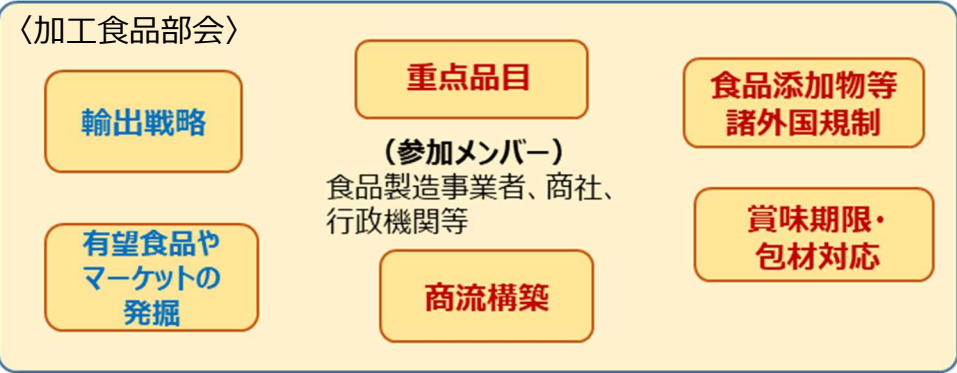 〈加工食品部会〉
輸出戦略
重点品目
食品添加物等
諸外国規制
（参加メンバー）
食品製造事業者、商社、
行政機関等
有望食品や
マーケットの
発掘
商流構築
賞味期限・
包材対応